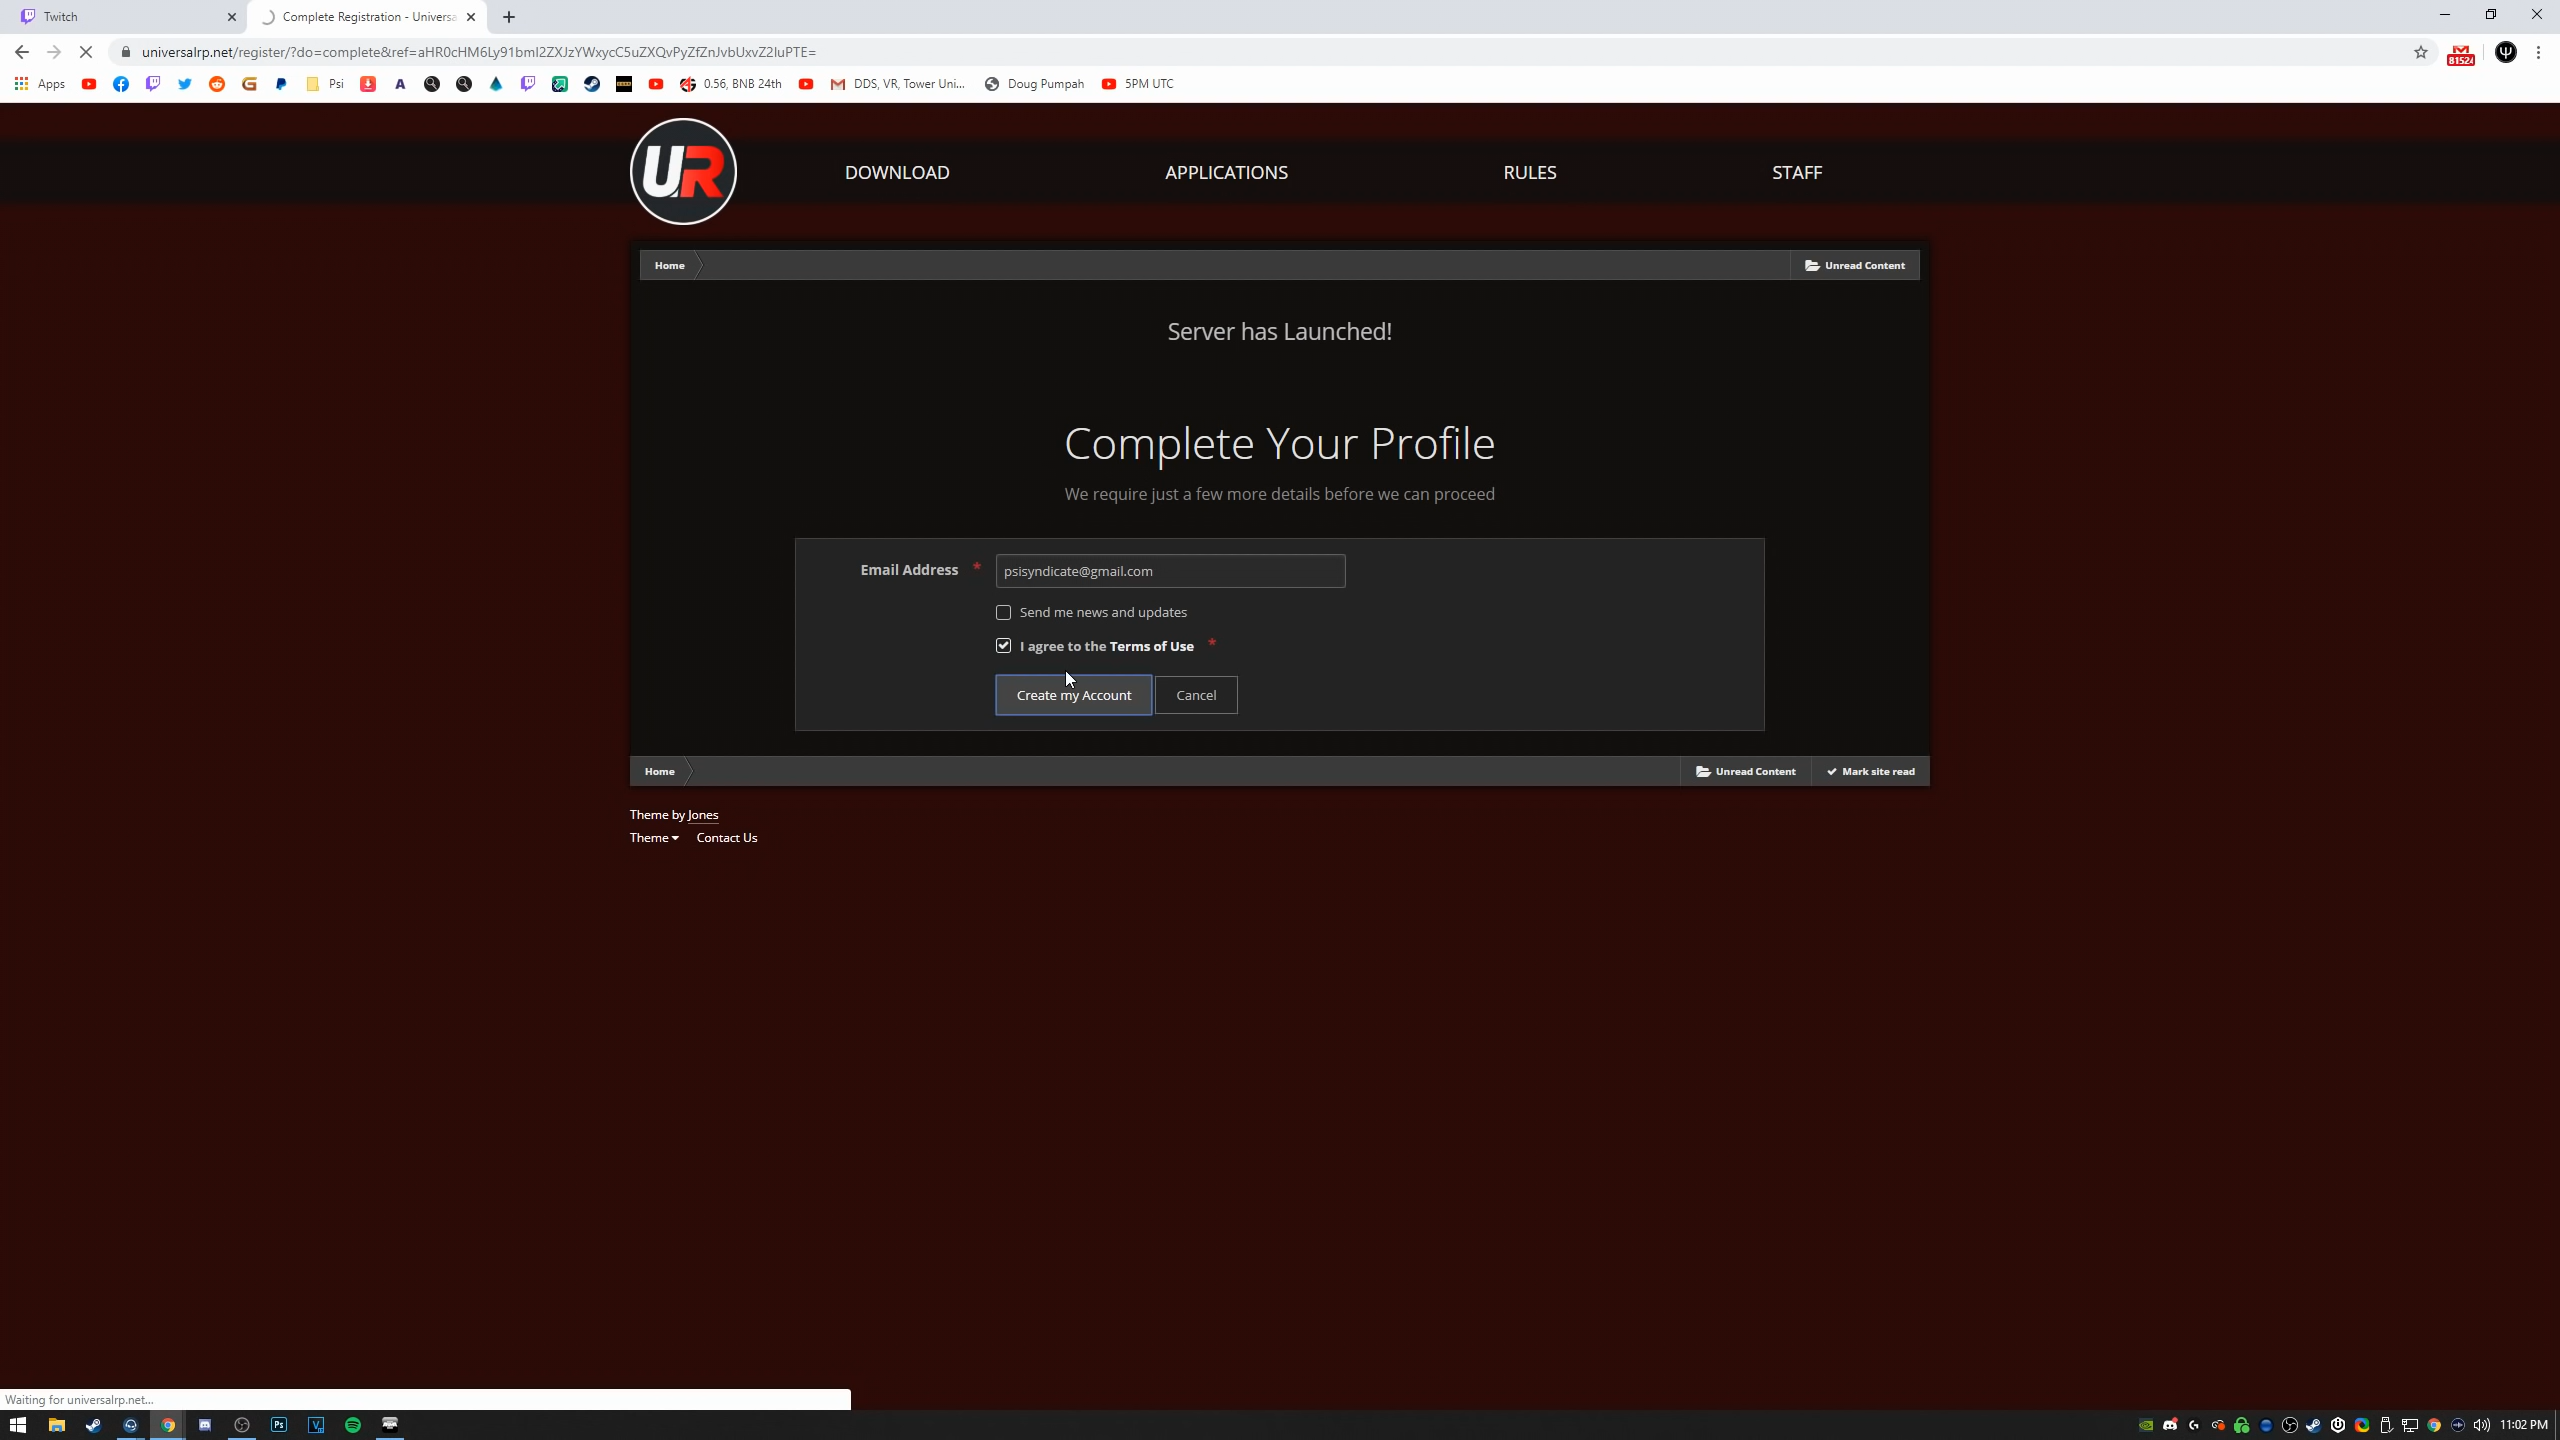 Twitch
Complete Registration - Universa
universalrp.net/register/?do=complete&ref=aHR0cHM6Ly91bml2ZXJzYWxycC5uZXQvPyZfZnJvbUxvZ2luPTE=
81524
Apps
Psi
0.56, BNB 24th
DDS, VR, Tower Uni...
Doug Pumpah
5PM UTC
UR
DOWNLOAD
APPLICATIONS
RULES
STAFF
Home
Unread Content
Server has Launched!
Complete Your Profile
We require just a few more details before we can proceed
Email Address *
psisyndicate@gmail.com
Send me news and updates
I agree to the Terms of Use *
Create my Account
Cancel
Home
Unread Content
Mark site read
Theme by Jones
Theme
Contact Us
Waiting for universalrp.net...
Ps
11:02 PM